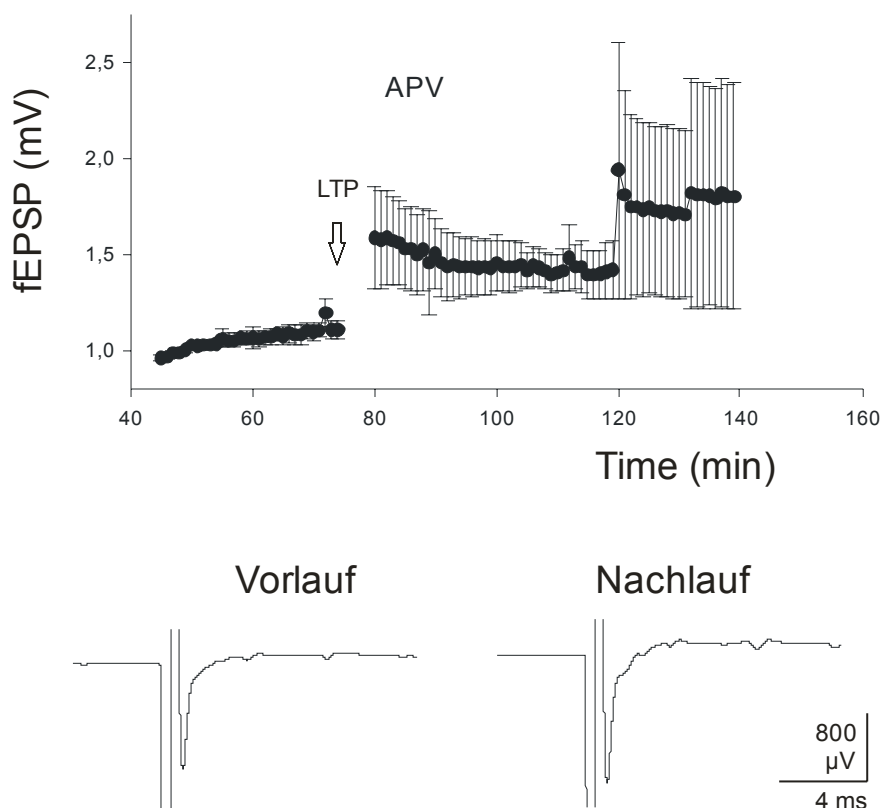 fEPSP (mV)
2,5
2,0
1,5
1,0
APV
LTP
40 60 80 100 120 140 160
Time (min)
Vorlauf Nachlauf
800
µV
4 ms